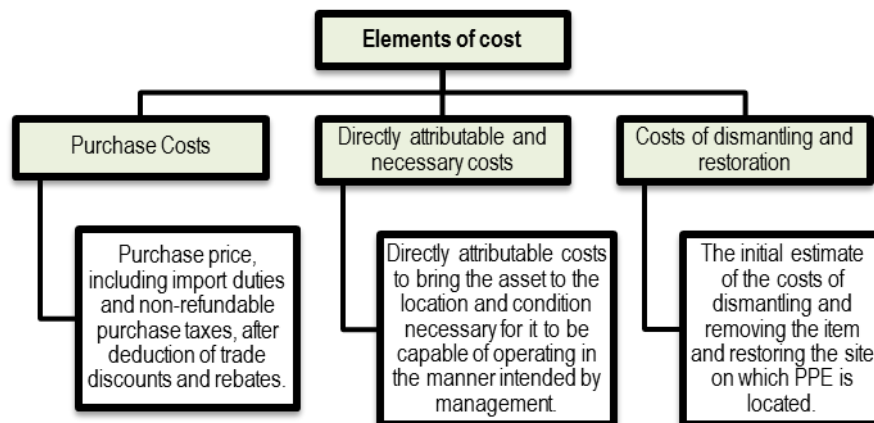 Elements of cost
Purchase Costs
Directly attributable and
necessary costs
Costs of dismantling and
restoration
Purchase price,
including import duties
and non-refundable
purchase taxes, after
deduction of trade
discounts and rebates.
Directly attributable costs
to bring the asset to the
location and condition
necessary for it to be
capable of operating in
the manner intended by
management.
The initial estimate
of the costs of
dismantling and
removing the item
and restoring the site
on which PPE is
located.